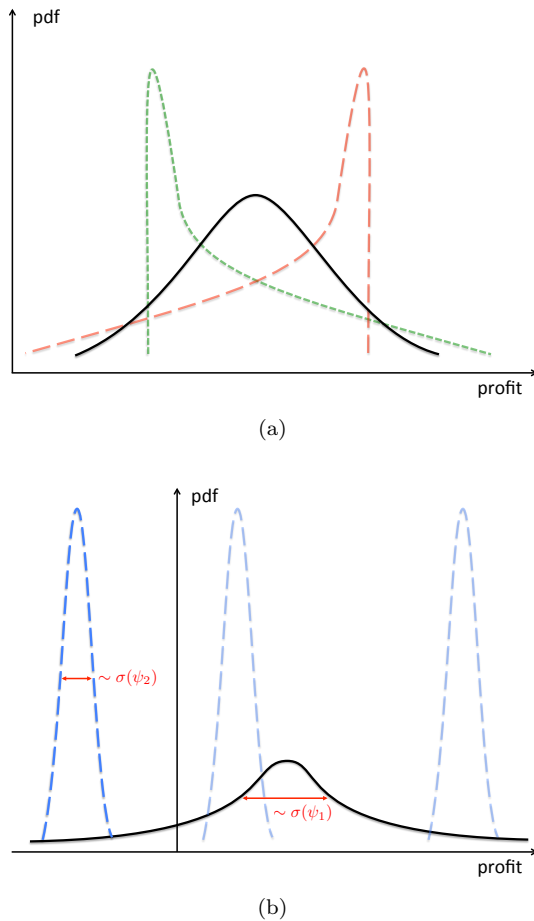 pdf
profit
(a)
pdf
∼ σ(ψ₂)
∼ σ(ψ₁)
profit
(b)